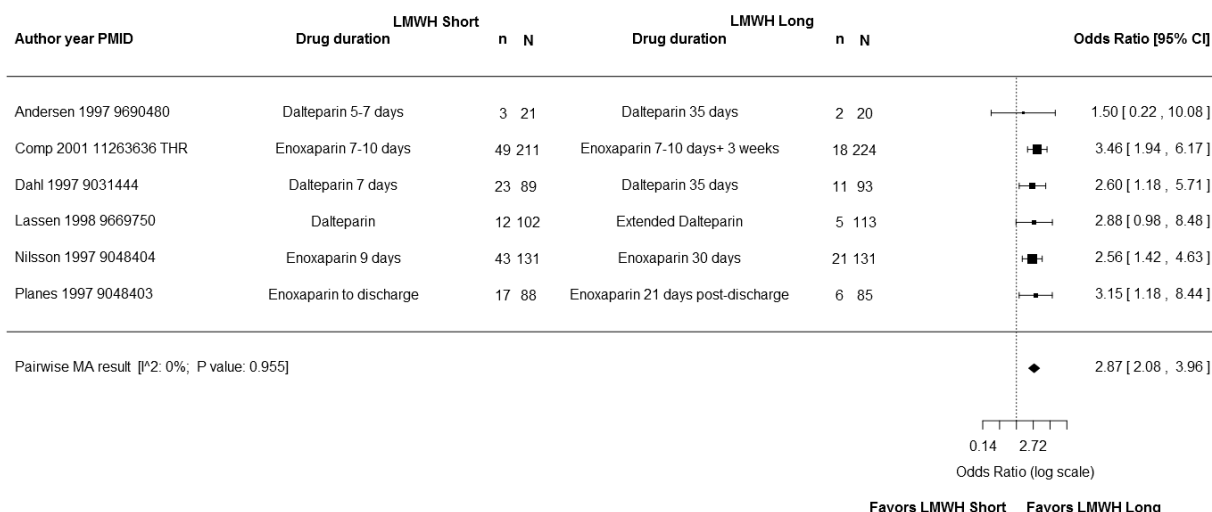 LMWH Short LMWH Long
Author year PMID Drug duration n N Drug duration n N Odds Ratio [95% CI]
Andersen 1997 9690480 Dalteparin 5-7 days 3 21 Dalteparin 35 days 2 20 1.50 [ 0.22 , 10.08 ]
Comp 2001 11263636 THR Enoxaparin 7-10 days 49 211 Enoxaparin 7-10 days+ 3 weeks 18 224 3.46 [ 1.94 , 6.17 ]
Dahl 1997 9031444 Dalteparin 7 days 23 89 Dalteparin 35 days 11 93 2.60 [ 1.18 , 5.71 ]
Lassen 1998 9669750 Dalteparin 12 102 Extended Dalteparin 5 113 2.88 [ 0.98 , 8.48 ]
Nilsson 1997 9048404 Enoxaparin 9 days 43 131 Enoxaparin 30 days 21 131 2.56 [ 1.42 , 4.63 ]
Planes 1997 9048403 Enoxaparin to discharge 17 88 Enoxaparin 21 days post-discharge 6 85 3.15 [ 1.18 , 8.44 ]
Pairwise MA result [I^2: 0%; P value: 0.955] 2.87 [ 2.08 , 3.96 ]
0.14 2.72
Odds Ratio (log scale)
Favors LMWH Short Favors LMWH Long